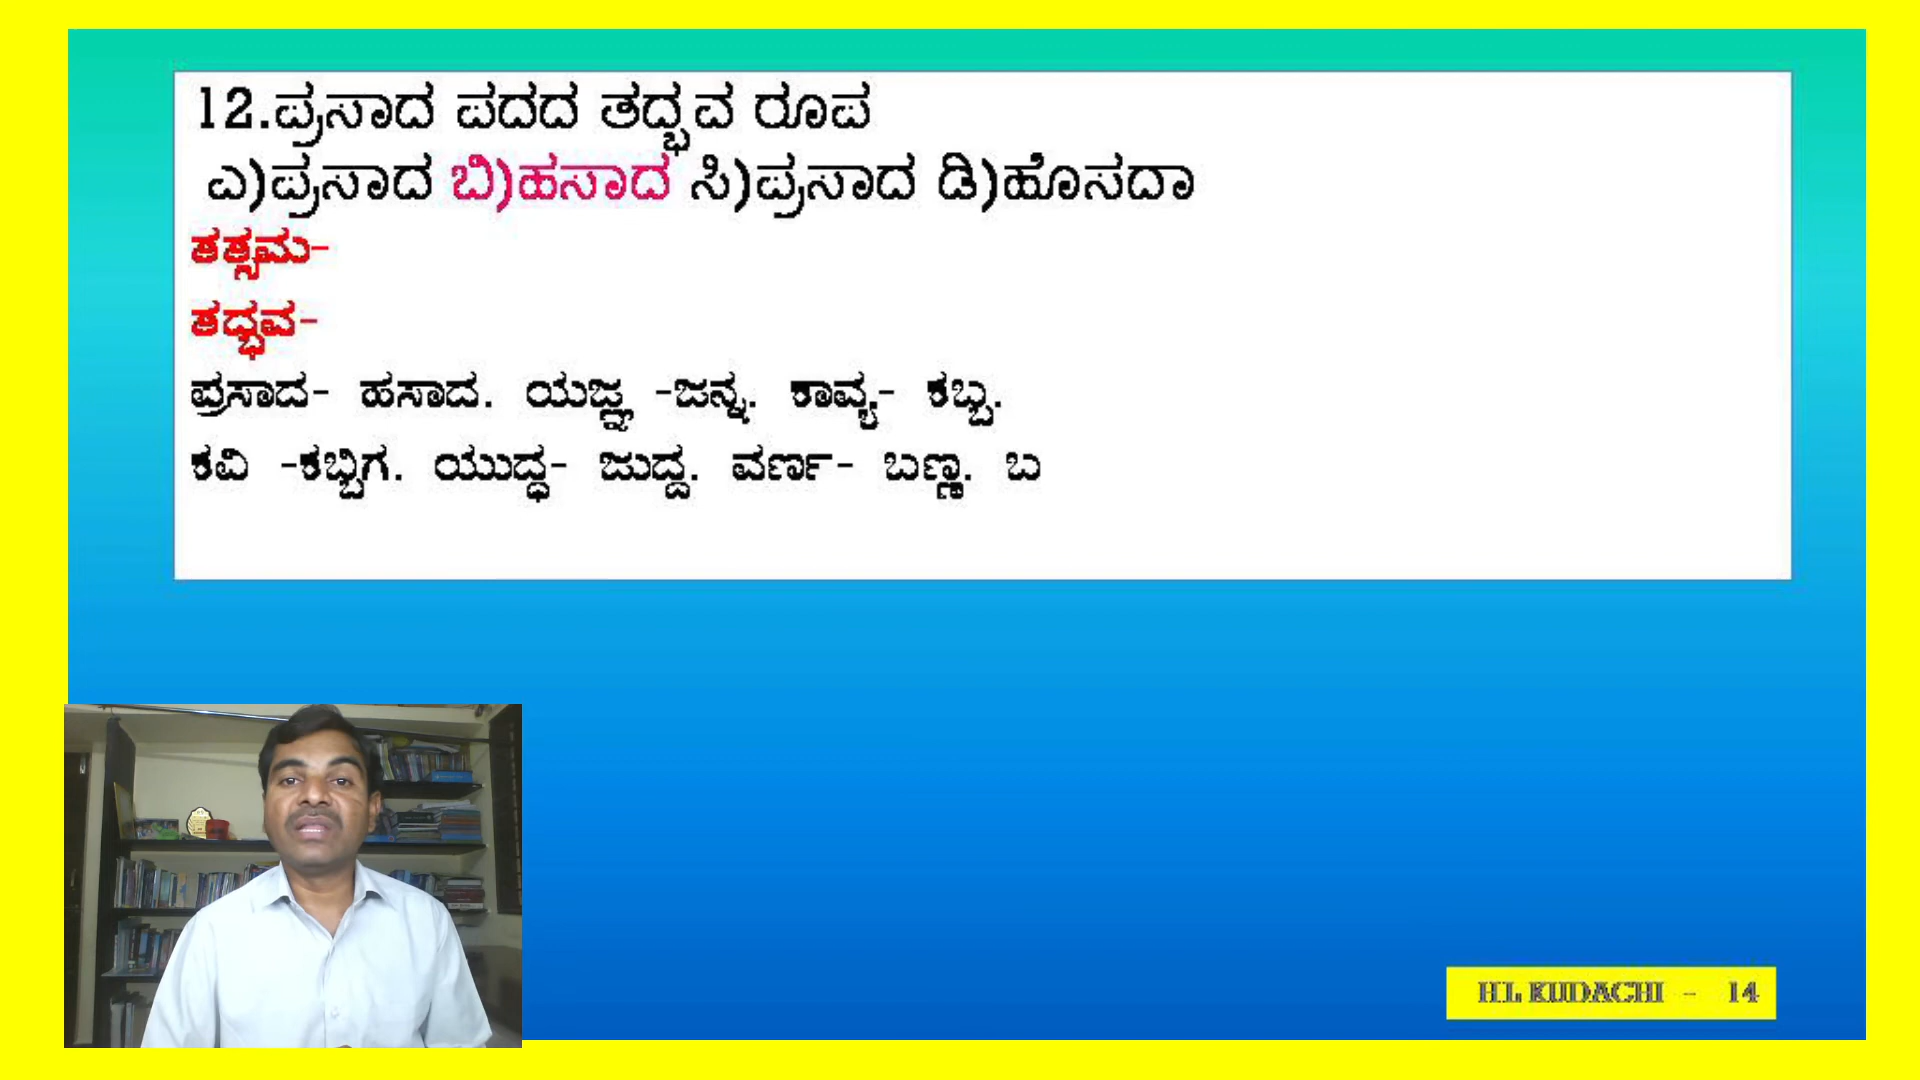 12.ಪ್ರಸಾದ ಪದದ ತದ್ಭವ ರೂಪ
ಎ)ಪ್ರಸಾದ ಬಿ)ಹಸಾದ ಸಿ)ಪ್ರಸಾದ ಡಿ)ಹೊಸದಾ
ತತ್ಸಮ-
ತದ್ಭವ-
ಪ್ರಸಾದ- ಹಸಾದ. ಯಜ್ಞ -ಜನ್ನ. ಕಾವ್ಯ- ಕಬ್ಬ.
ಕವಿ -ಕಬ್ಬಿಗ. ಯುದ್ಧ- ಜುದ್ದ. ವರ್ಣ- ಬಣ್ಣ. ಬ
HL KUDACHI - 14